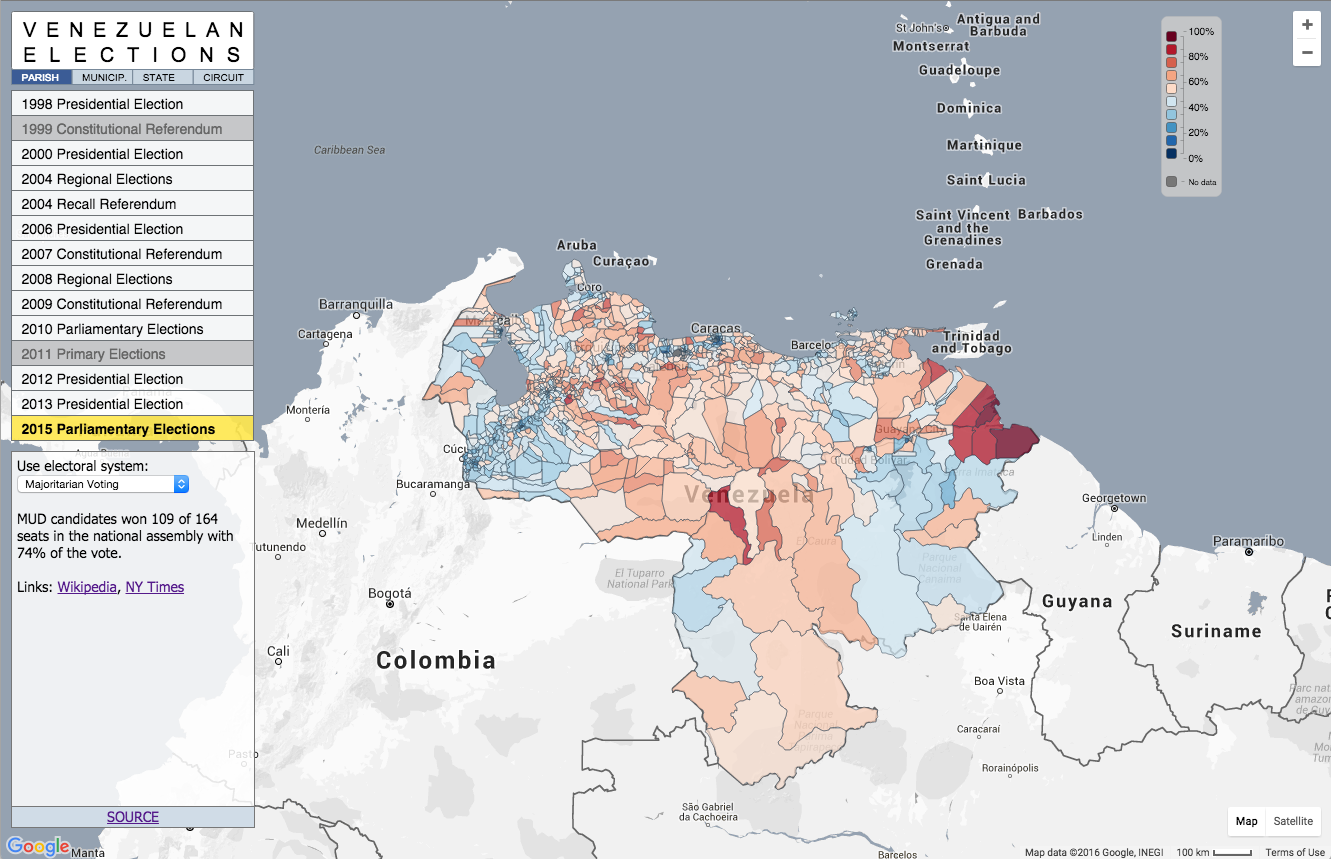 VENEZUELAN
ELECTIONS
PARISH MUNICIP. STATE CIRCUIT
1998 Presidential Election
1999 Constitutional Referendum
2000 Presidential Election
2004 Regional Elections
2004 Recall Referendum
2006 Presidential Election
2007 Constitutional Referendum
2008 Regional Elections
2009 Constitutional Referendum
2010 Parliamentary Elections
2011 Primary Elections
2012 Presidential Election
2013 Presidential Election
2015 Parliamentary Elections
Use electoral system:
Majoritarian Voting
MUD candidates won 109 of 164
seats in the national assembly with
74% of the vote.
Links: Wikipedia, NY Times
SOURCE
Google
Manta
Pasto
Caribbean Sea
St John's
Antigua and
Barbuda
Montserrat
Guadeloupe
Dominica
Martinique
Saint Lucia
Saint Vincent
and the
Grenadines
Barbados
Grenada
100%
80%
60%
40%
20%
0%
No data
+
−
Aruba
Curaçao
Coro
Barranquilla
Cartagena
Caracas
Trinidad
and Tobago
Montería
Guayana City
Ciudad Bolívar
Bucaramanga
Venezuela
Medellín
El Caura
El Tuparro
National Park
Parque
Nacional
Canaima
Bogotá
Cali
Colombia
Georgetown
Linden
Paramaribo
Guyana
Suriname
Santa Elena
de Uairén
Boa Vista
Caracaraí
Rorainópolis
Parque
Nacional
São Gabriel
da Cachoeira
Barcelos
Map Satellite
Map data ©2016 Google, INEGI 100 km Terms of Use